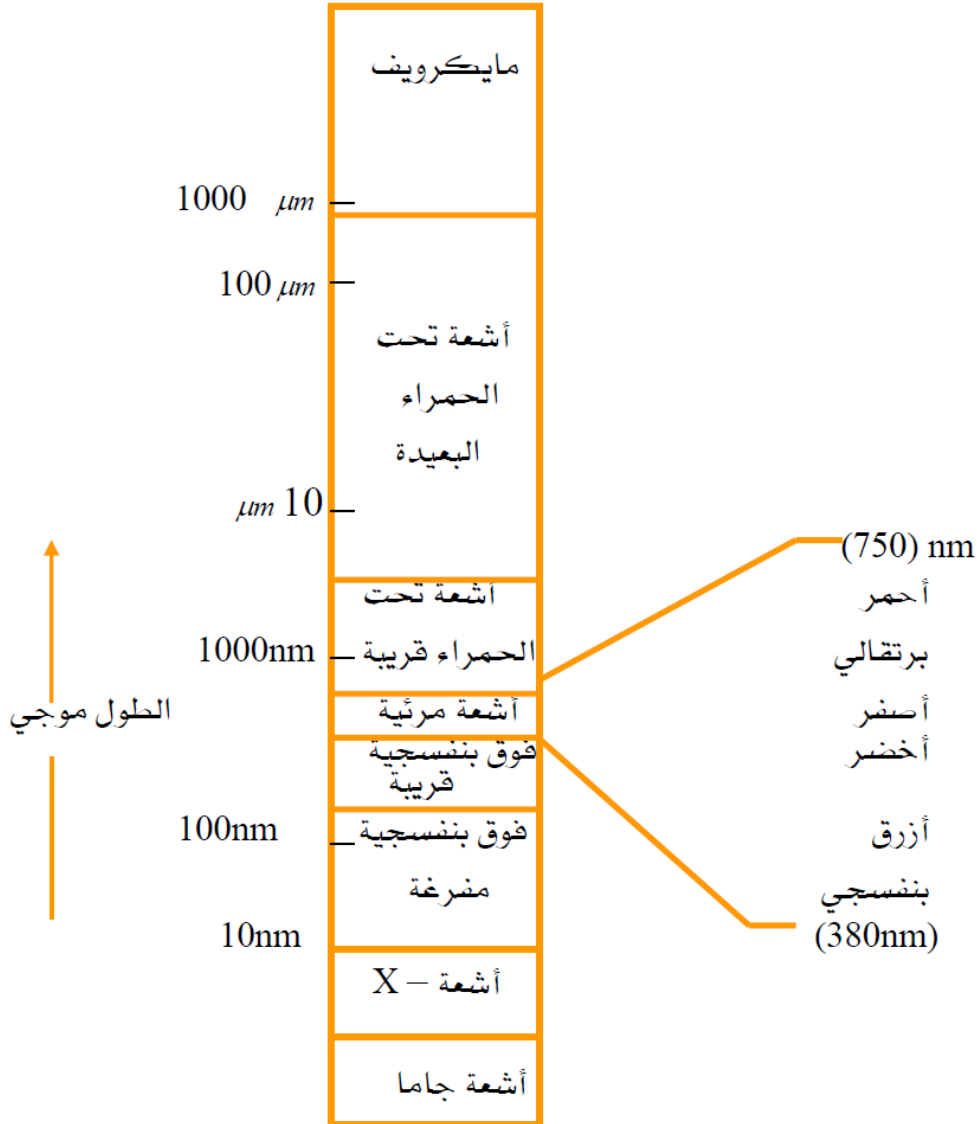 مايكرويف
1000 μm
100 μm
أشعة تحت
الحمراء
البعيدة
μm 10
(750) nm
أشعة تحت
أحمر
1000nm
الحمراء قريبة
برتقالي
الطول موجي
أشعة مرئية
أصفر
فوق بنفسجية
أخضر
قريبة
100nm
فوق بنفسجية
أزرق
مفرغة
بنفسجي
10nm
(380nm)
أشعة – X
أشعة جاما